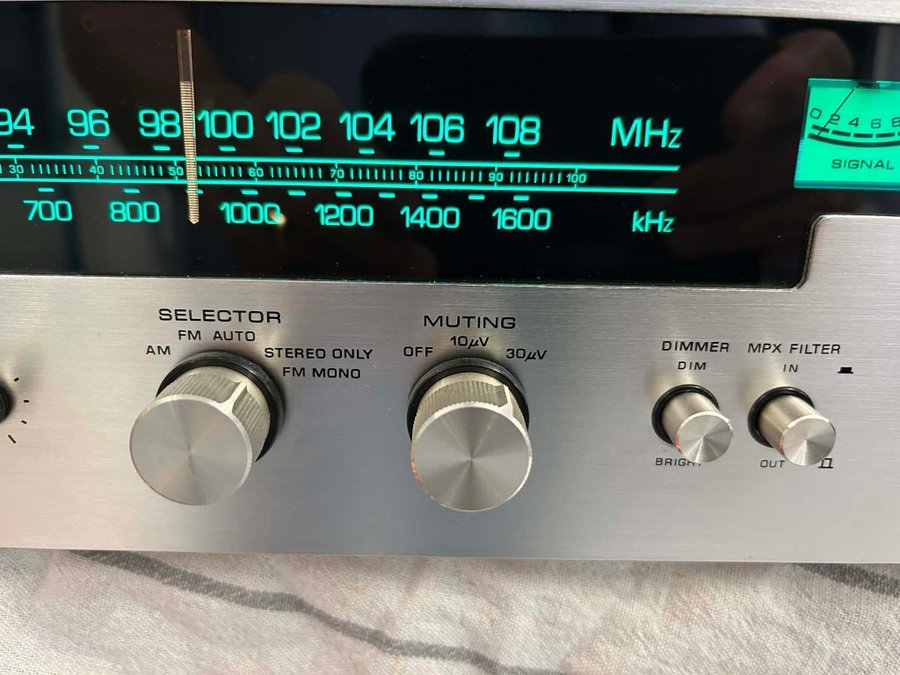 94 96 98 100 102 104 106 108 MHz
30 40 50 60 70 80 90 100
700 800 1000 1200 1400 1600 kHz
0 2 4 6 8
SIGNAL
SELECTOR
FM AUTO
AM STEREO ONLY
FM MONO
MUTING
10μV
OFF 30μV
DIMMER
DIM
BRIGHT
MPX FILTER
IN
OUT